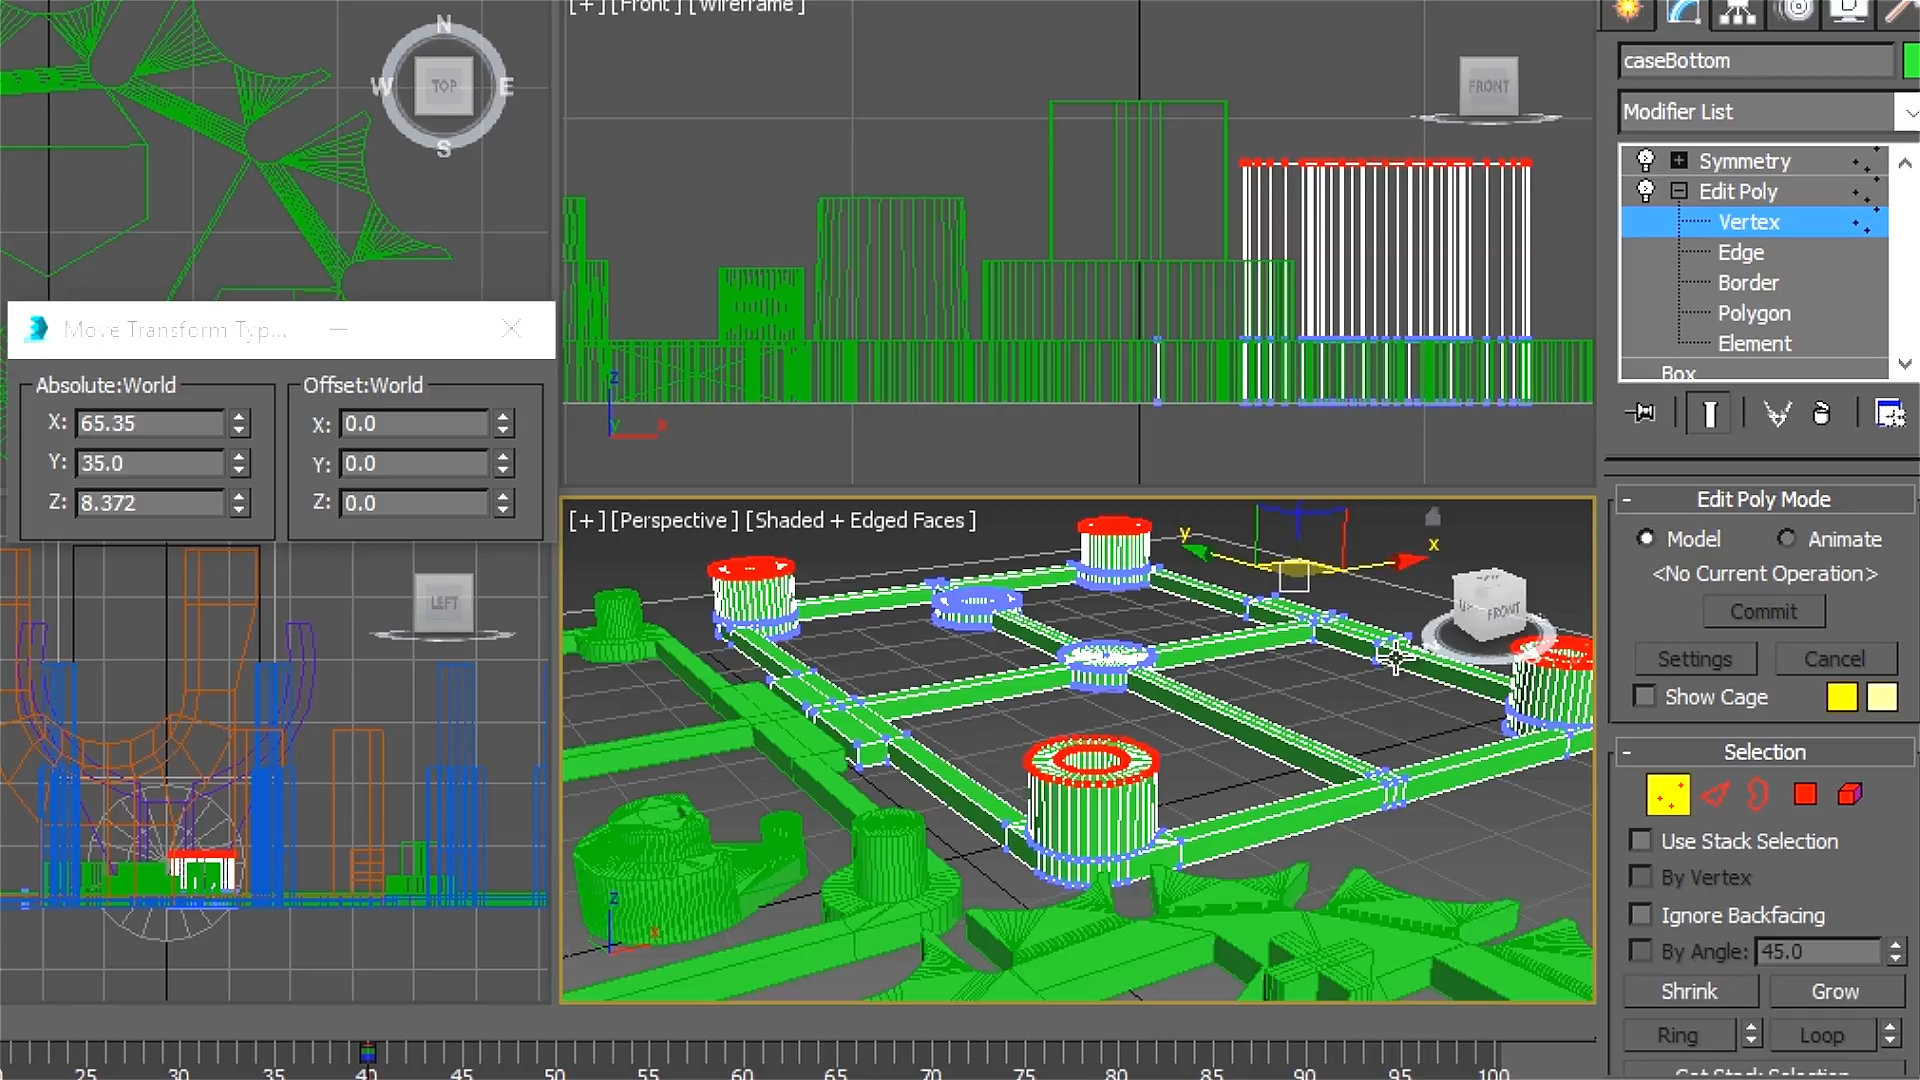 [+] [Front ] [Wireframe ]
N
W TOP E
S
FRONT
caseBottom
Modifier List
Symmetry
Edit Poly
Vertex
Edge
Border
Polygon
Element
Box
Move Transform Typ...
Absolute:World
X: 65.35
Y: 35.0
Z: 8.372
Offset:World
X: 0.0
Y: 0.0
Z: 0.0
z
y x
[+] [Perspective ] [Shaded + Edged Faces ]
y
x
FRONT
LEFT
z
x
- Edit Poly Mode
Model Animate
<No Current Operation>
Commit
Settings Cancel
Show Cage
- Selection
Use Stack Selection
By Vertex
Ignore Backfacing
By Angle: 45.0
Shrink Grow
Ring Loop
Get Stack Selection
25 30 35 40 45 50 55 60 65 70 75 80 85 90 95 100